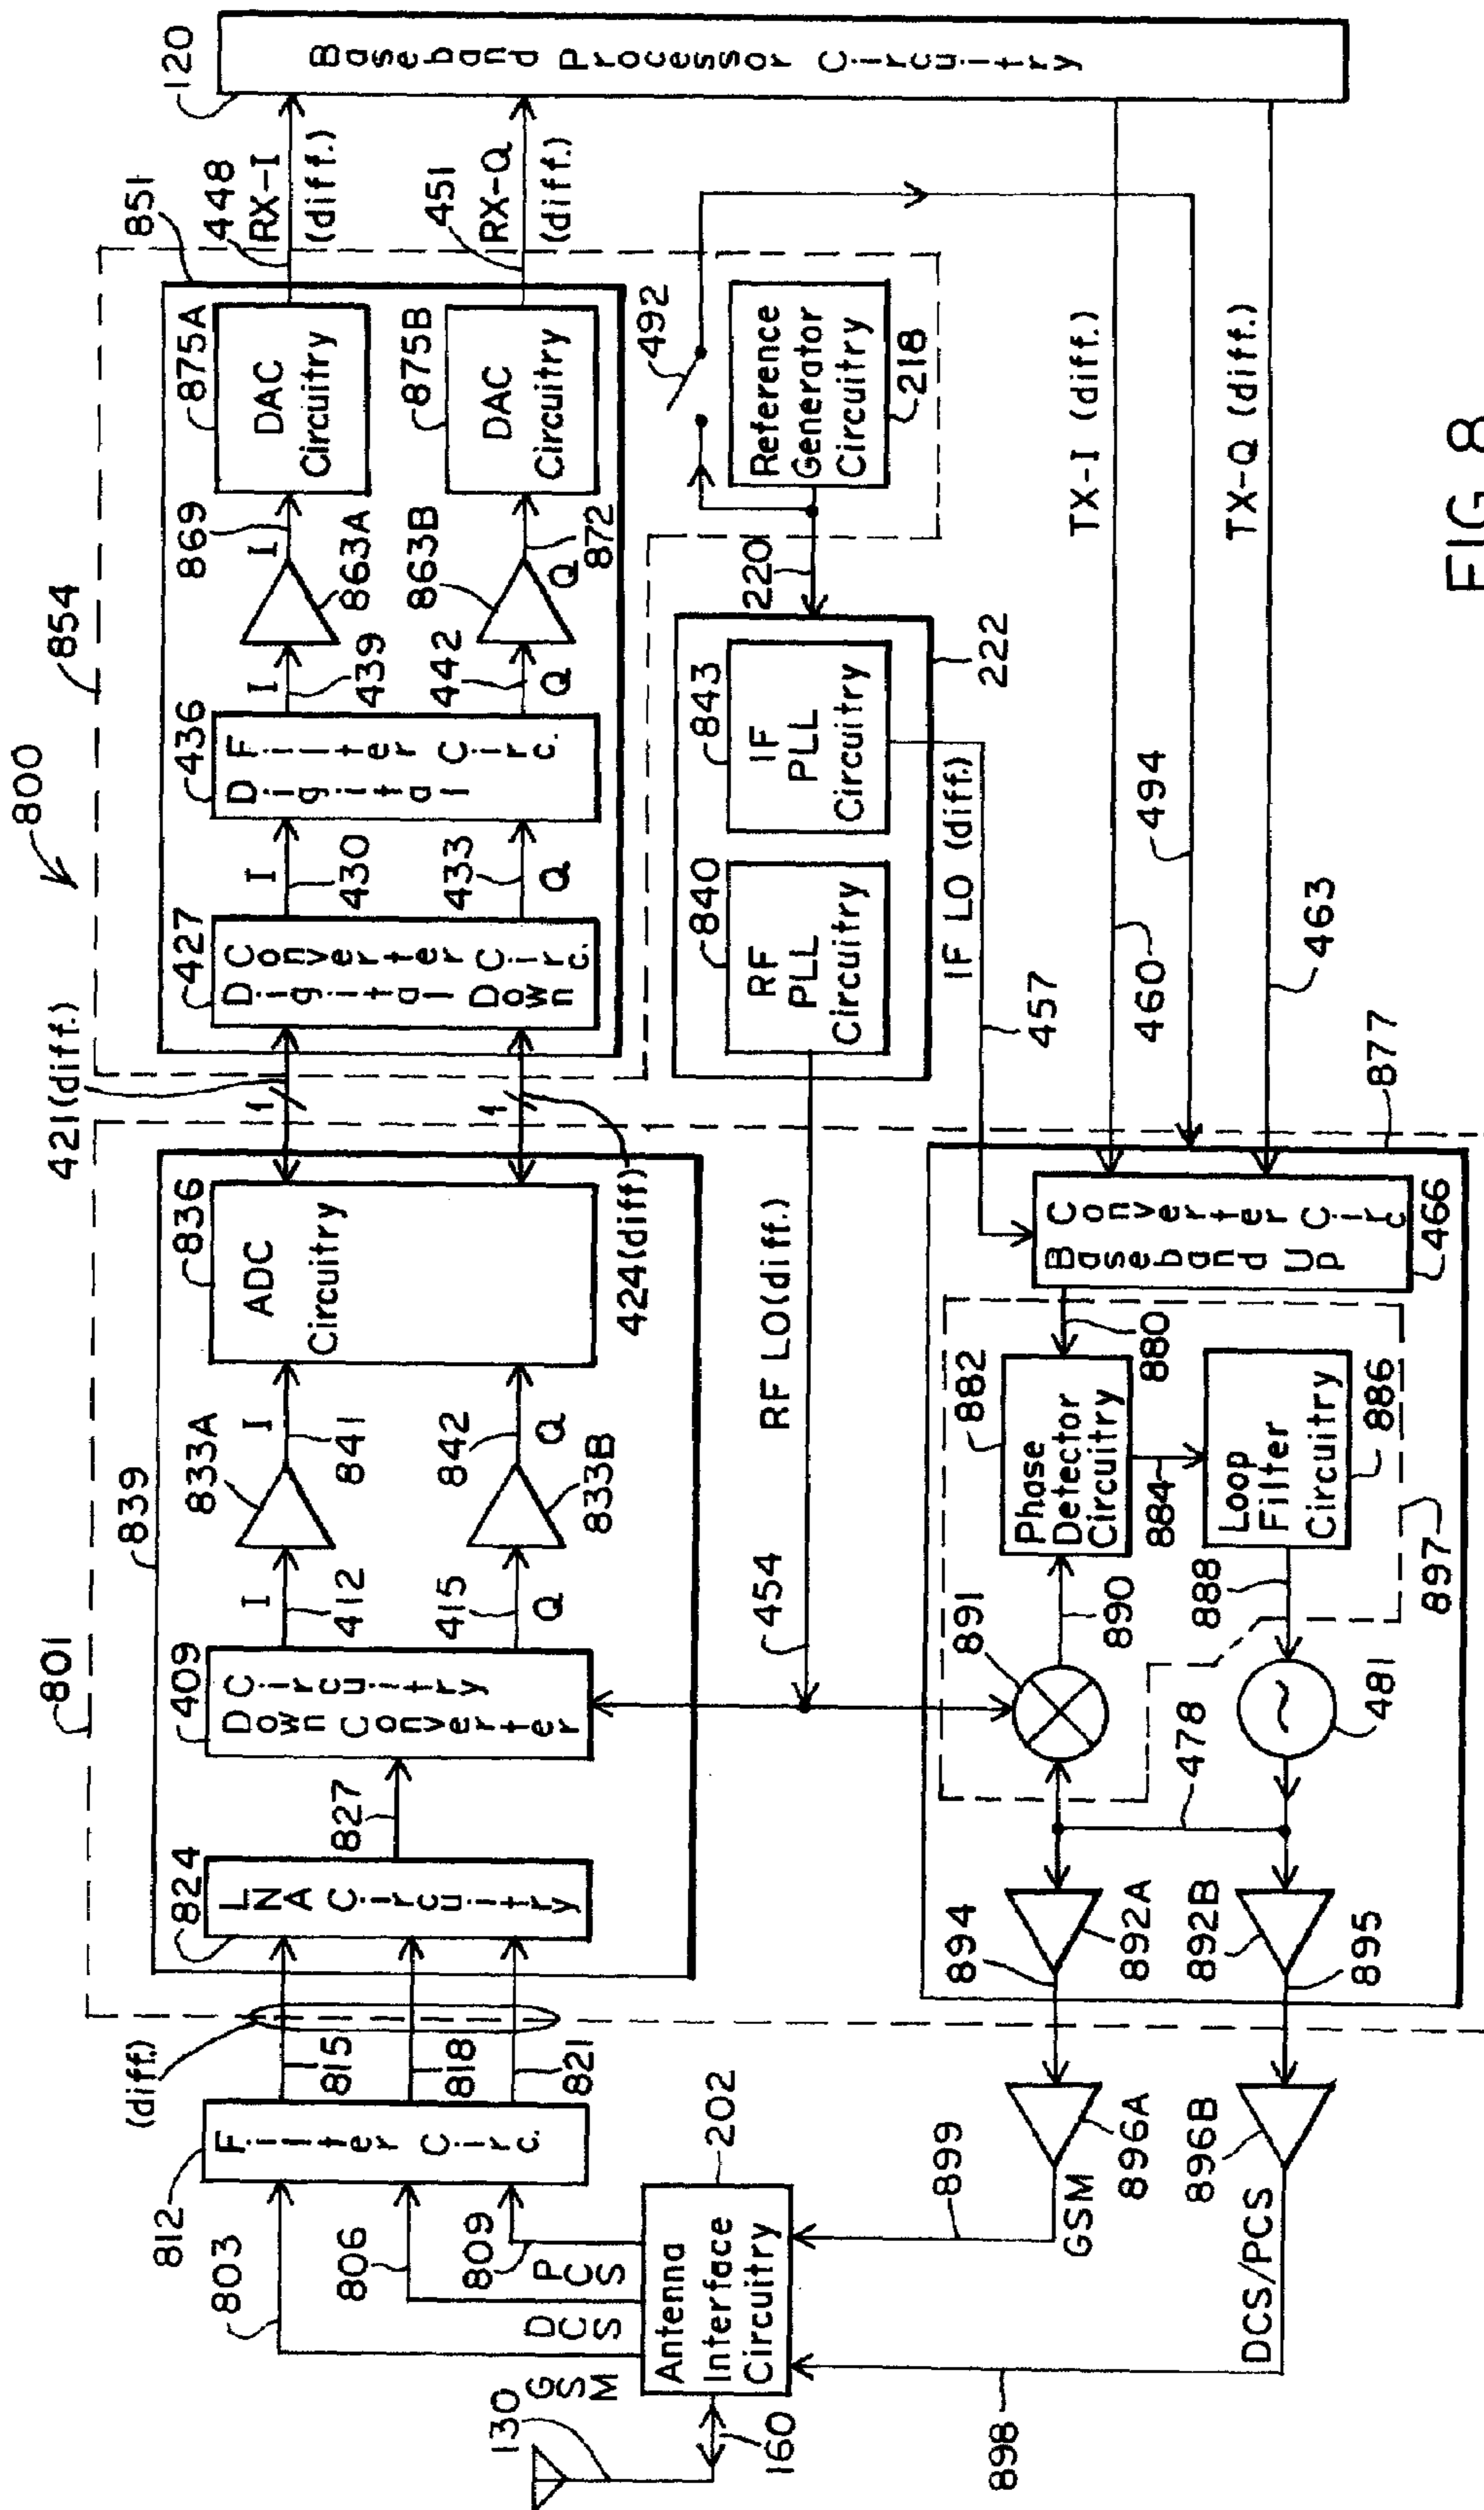 800
854
851
120
801
839
812
803
806
809
GSM
DCS
PCS
130
160
Antenna
Interface
Circuitry
202
Filter Circ.
(diff.)
815
818
821
824
LNA Circuitry
827
409
Down Converter
Circuitry
I
412
415
Q
833A
833B
I
841
842
Q
836
ADC
Circuitry
421(diff.)
1
1
424(diff)
427
Digital Down
Converter Circ.
I
430
433
Q
436
Digital
Filter Circ.
I
439
442
Q
863A
863B
869
I
Q
872
875A
DAC
Circuitry
875B
DAC
Circuitry
448
RX-I
(diff.)
451
RX-Q
(diff.)
Baseband Processor Circuitry
492
Reference
Generator
Circuitry
218
220
222
840
RF
PLL
Circuitry
843
IF
PLL
Circuitry
RF LO(diff.)
454
IF LO (diff.)
457
TX-I (diff.)
460
494
TX-Q (diff.)
463
877
Baseband Up
Converter Circ
466
880
882
Phase
Detector
Circuitry
884
Loop
Filter
Circuitry
886
888
890
891
897
481
478
892A
892B
894
895
896A
896B
899
GSM
DCS/PCS
898
FIG. 8